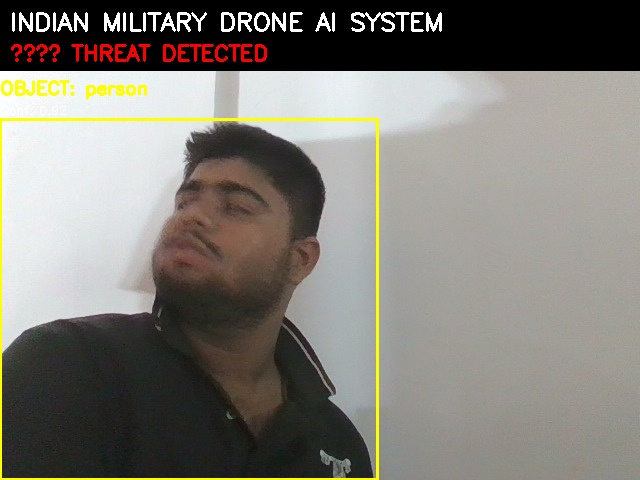 INDIAN MILITARY DRONE AI SYSTEM
???? THREAT DETECTED
OBJECT: person